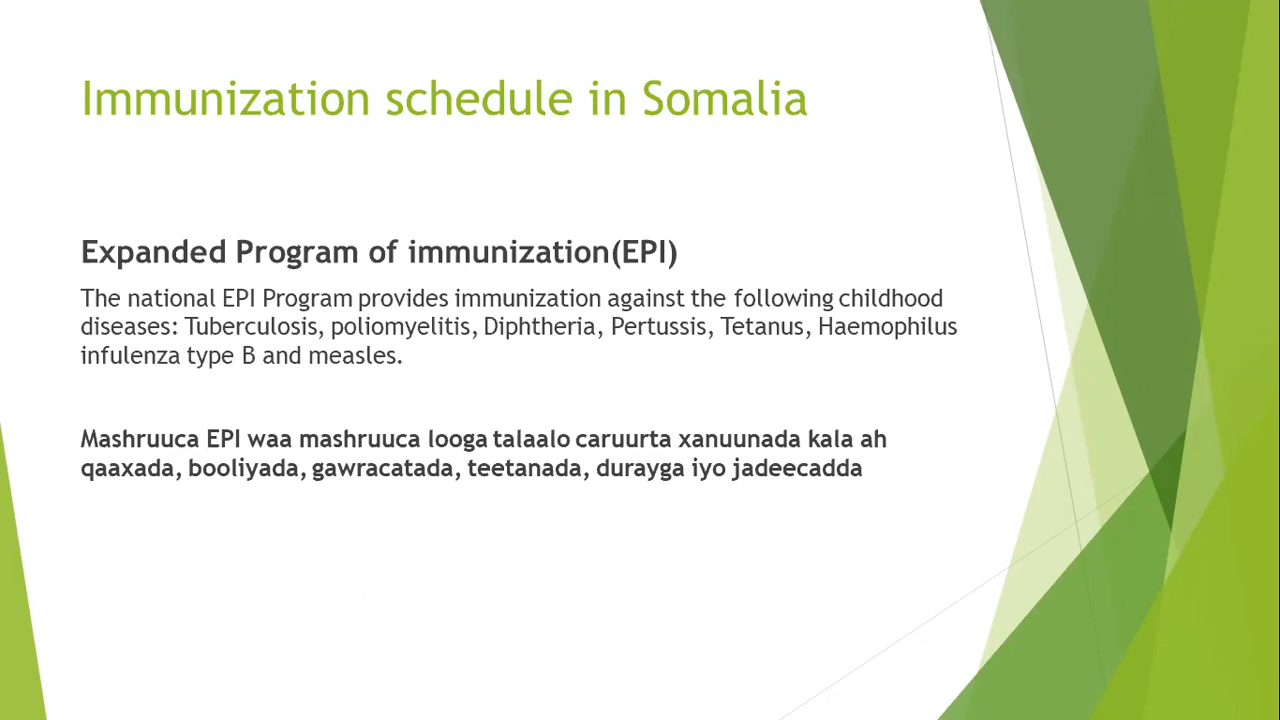 Immunization schedule in Somalia
Expanded Program of immunization(EPI)
The national EPI Program provides immunization against the following childhood
diseases: Tuberculosis, poliomyelitis, Diphtheria, Pertussis, Tetanus, Haemophilus
infulenza type B and measles.
Mashruuca EPI waa mashruuca looga talaalo caruurta xanuunada kala ah
qaaxada, booliyada, gawracatada, teetanada, durayga iyo jadeecadda